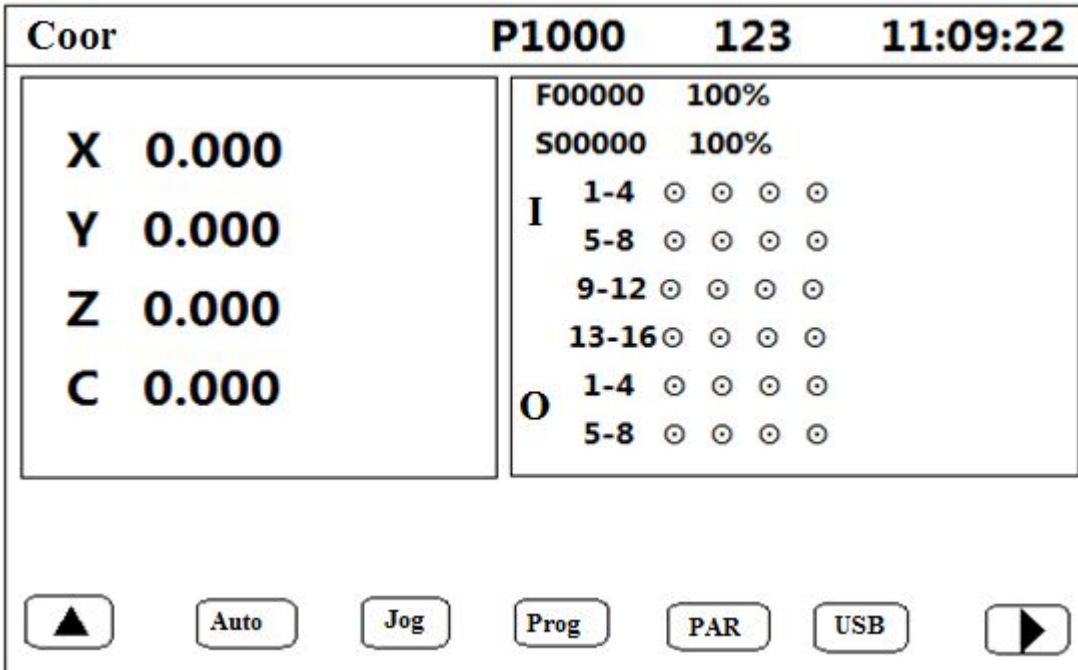 Coor P1000 123 11:09:22
X 0.000
Y 0.000
Z 0.000
C 0.000
F00000 100%
S00000 100%
I
1-4 ⊙ ⊙ ⊙ ⊙
5-8 ⊙ ⊙ ⊙ ⊙
9-12 ⊙ ⊙ ⊙ ⊙
13-16 ⊙ ⊙ ⊙ ⊙
O
1-4 ⊙ ⊙ ⊙ ⊙
5-8 ⊙ ⊙ ⊙ ⊙
Auto Jog Prog PAR USB